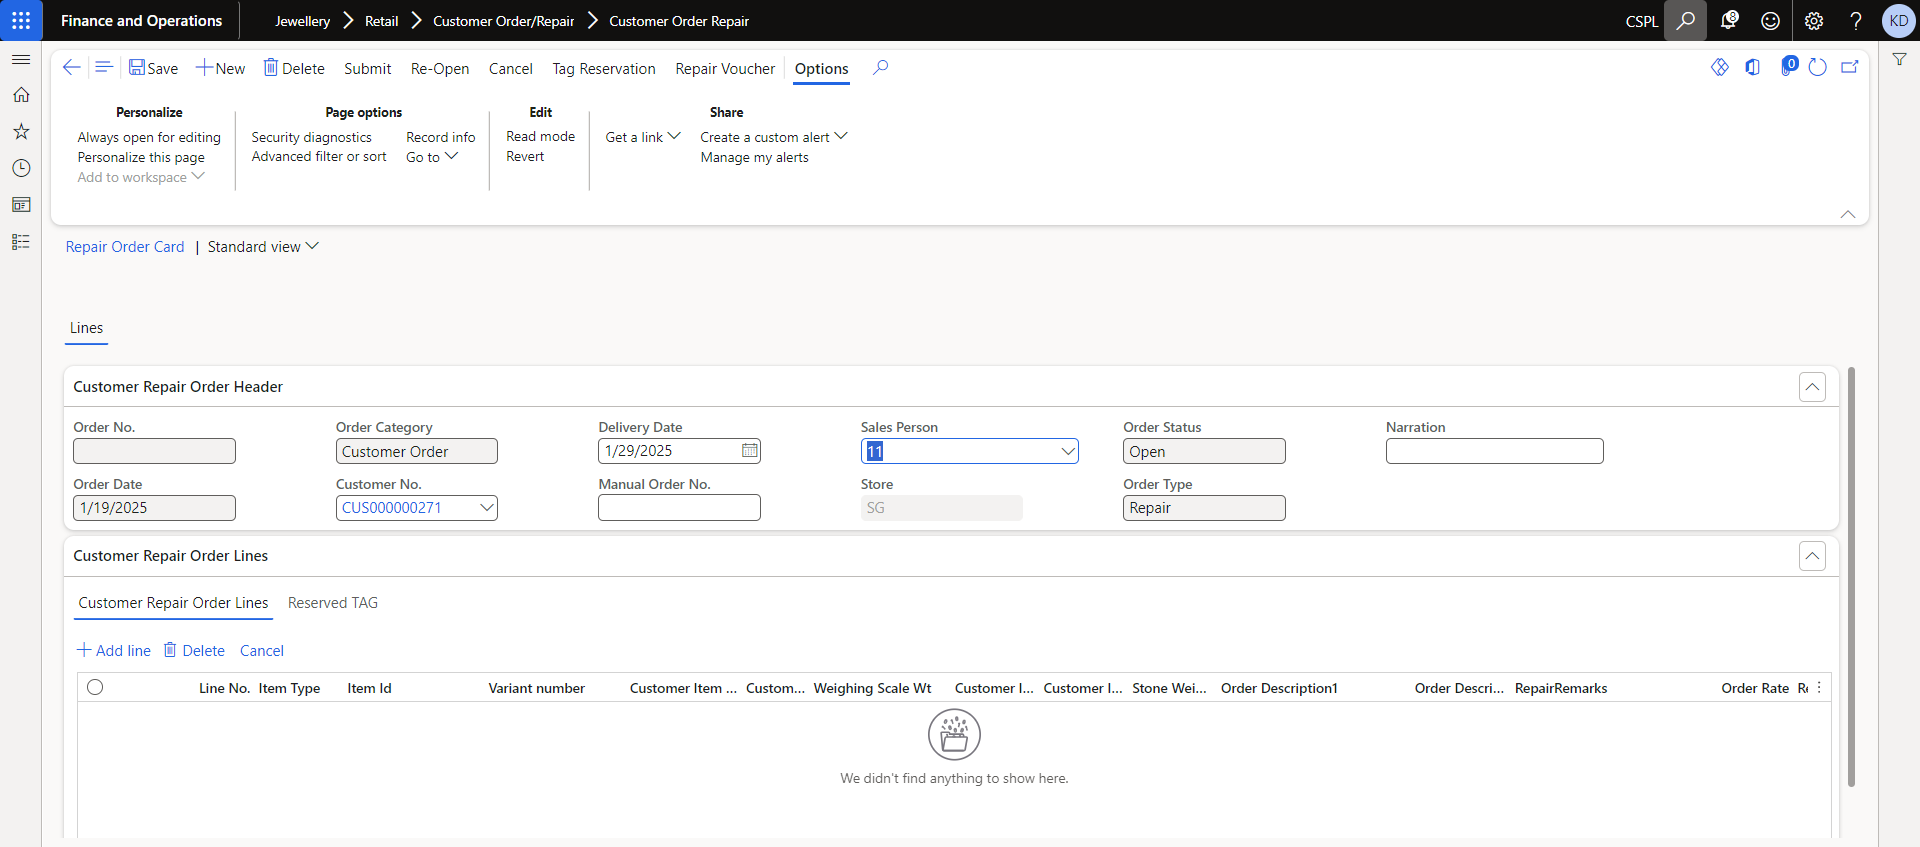 Finance and Operations Jewellery Retail Customer Order/Repair Customer Order Repair CSPL 8 KD
Save New Delete Submit Re-Open Cancel Tag Reservation Repair Voucher Options 0
Personalize Page options Edit Share
Always open for editing Security diagnostics Record info Read mode Get a link Create a custom alert
Personalize this page Advanced filter or sort Go to Revert Manage my alerts
Add to workspace
Repair Order Card | Standard view
Lines
Customer Repair Order Header
Order No. Order Category Delivery Date Sales Person Order Status Narration
Customer Order 1/29/2025 11 Open
Order Date Customer No. Manual Order No. Store Order Type
1/19/2025 CUS000000271 SG Repair
Customer Repair Order Lines
Customer Repair Order Lines Reserved TAG
Add line Delete Cancel
Line No. Item Type Item Id Variant number Customer Item ... Custom... Weighing Scale Wt Customer I... Customer I... Stone Wei... Order Description1 Order Descri... RepairRemarks Order Rate
We didn't find anything to show here.